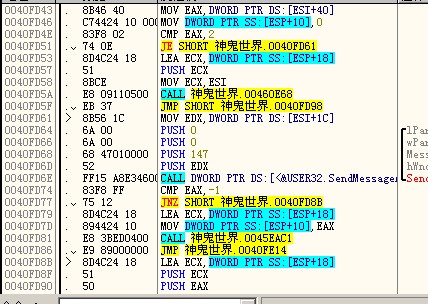 0040FD43 . 8B46 40 MOV EAX,DWORD PTR DS:[ESI+40]
0040FD46 . C74424 10 000 MOV DWORD PTR SS:[ESP+10],0
0040FD4E . 83F8 02 CMP EAX,2
0040FD51 . 74 0E JE SHORT 神鬼世界.0040FD61
0040FD53 . 8D4C24 18 LEA ECX,DWORD PTR SS:[ESP+18]
0040FD57 . 51 PUSH ECX
0040FD58 . 8BCE MOV ECX,ESI
0040FD5A . E8 09110500 CALL 神鬼世界.00460E68
0040FD5F . EB 37 JMP SHORT 神鬼世界.0040FD98
0040FD61 > 8B56 1C MOV EDX,DWORD PTR DS:[ESI+1C]
0040FD64 . 6A 00 PUSH 0 lPar
0040FD66 . 6A 00 PUSH 0 wPar
0040FD68 . 68 47010000 PUSH 147 Mess
0040FD6D . 52 PUSH EDX hWnd
0040FD6E . FF15 A8E34600 CALL DWORD PTR DS:[<&USER32.SendMessage Send
0040FD74 . 83F8 FF CMP EAX,-1
0040FD77 . 75 12 JNZ SHORT 神鬼世界.0040FD8B
0040FD79 . 8D4C24 18 LEA ECX,DWORD PTR SS:[ESP+18]
0040FD7D . 894424 10 MOV DWORD PTR SS:[ESP+10],EAX
0040FD81 . E8 3BED0400 CALL 神鬼世界.0045EAC1
0040FD86 . E9 89000000 JMP 神鬼世界.0040FE14
0040FD8B > 8D4C24 18 LEA ECX,DWORD PTR SS:[ESP+18]
0040FD8F . 51 PUSH ECX
0040FD90 . 50 PUSH EAX